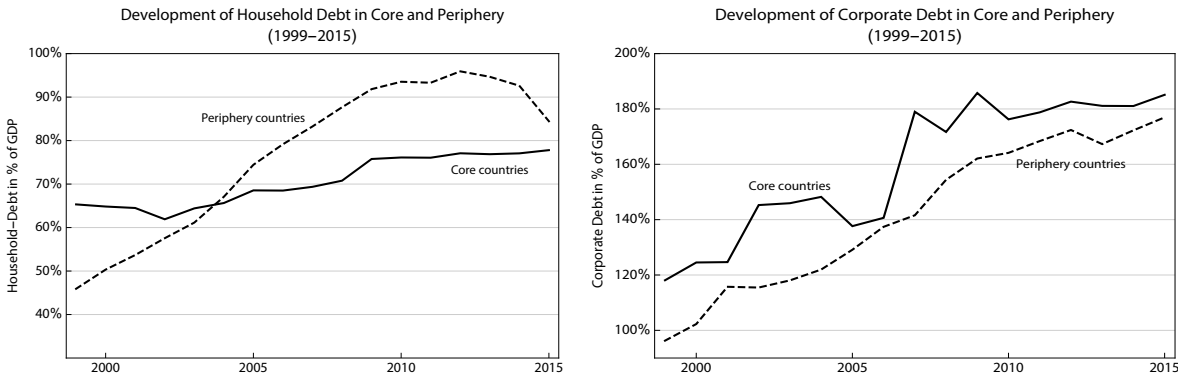 Development of Household Debt in Core and Periphery
(1999−2015)
100%
90%
80%
70%
60%
50%
40%
Household−Debt in % of GDP
Periphery countries
Core countries
2000
2005
2010
2015
Development of Corporate Debt in Core and Periphery
(1999−2015)
200%
180%
160%
140%
120%
100%
Corporate Debt in % of GDP
Core countries
Periphery countries
2000
2005
2010
2015